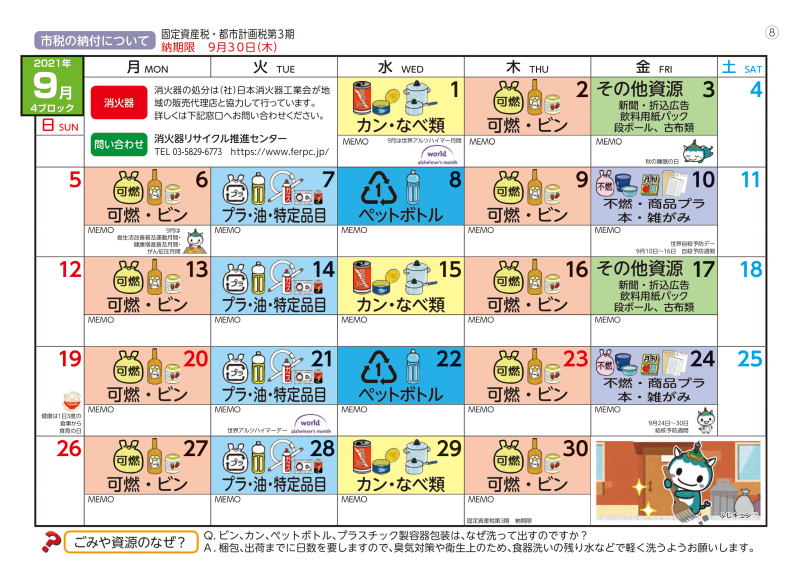 ⑧
市税の納付について
固定資産税・都市計画税第3期
納期限 9月30日(木)
2021年
9月
4ブロック
日 SUN
月 MON
火 TUE
水 WED
木 THU
金 FRI
土 SAT
消火器
消火器の処分は(社)日本消火器工業会が地
域の販売代理店と協力して行っています。
詳しくは下記窓口へお問い合わせください。
問い合わせ
消火器リサイクル推進センター
TEL 03-5829-6773 https://www.ferpc.jp/
1
カン・なべ類
MEMO
9月は世界アルツハイマー月間
world
alzheimer's month
2
可燃
可燃・ビン
MEMO
その他資源 3
新聞・折込広告
飲料用紙パック
段ボール、古布類
MEMO
秋の睡眠の日
4
5
6
可燃
可燃・ビン
MEMO
9月は
食生活改善普及運動月間・
健康増進普及月間・
がん征圧月間
7
プラ
プラ・油・特定品目
MEMO
8
1
ペットボトル
MEMO
9
可燃
可燃・ビン
MEMO
10
不燃
不燃・商品プラ
本・雑がみ
MEMO
世界自殺予防デー
9月10日〜16日 自殺予防週間
11
12
13
可燃
可燃・ビン
MEMO
14
プラ
プラ・油・特定品目
MEMO
15
カン・なべ類
MEMO
16
可燃
可燃・ビン
MEMO
その他資源 17
新聞・折込広告
飲料用紙パック
段ボール、古布類
MEMO
18
19
健康は1日3度の
食事から
食育の日
20
可燃
可燃・ビン
MEMO
21
プラ
プラ・油・特定品目
MEMO
世界アルツハイマーデー
world
alzheimer's month
22
1
ペットボトル
MEMO
23
可燃
可燃・ビン
MEMO
24
不燃
不燃・商品プラ
本・雑がみ
MEMO
9月24日〜30日
結核予防週間
25
26
27
可燃
可燃・ビン
MEMO
28
プラ
プラ・油・特定品目
MEMO
29
カン・なべ類
MEMO
30
可燃
可燃・ビン
MEMO
固定資産税第3期 納期限
ごみや資源のなぜ?
Q. ビン、カン、ペットボトル、プラスチック製容器包装は、なぜ洗って出すのですか?
A. 梱包、出荷までに日数を要しますので、臭気対策や衛生上のため、食器洗いの残り水などで軽く洗うようお願いします。